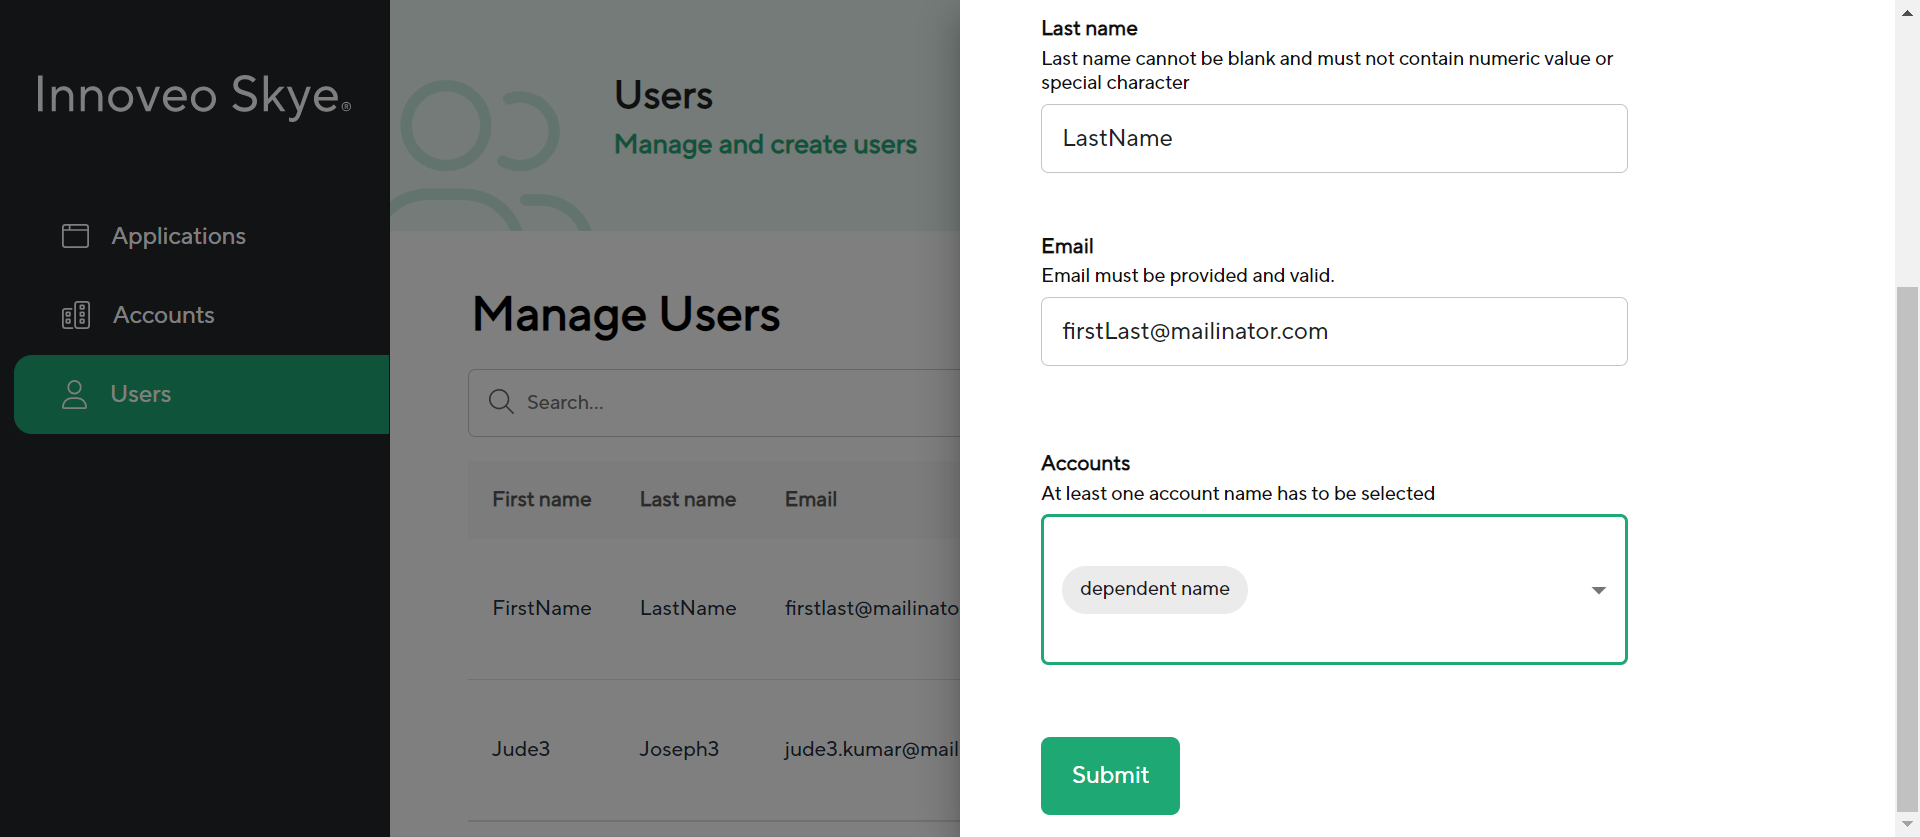 Innoveo Skye®
Applications
Accounts
Users
Users
Manage and create users
Manage Users
Search...
First name Last name Email
FirstName LastName firstlast@mailinato
Jude3 Joseph3 jude3.kumar@mail
Last name
Last name cannot be blank and must not contain numeric value or
special character
LastName
Email
Email must be provided and valid.
firstLast@mailinator.com
Accounts
At least one account name has to be selected
dependent name
Submit